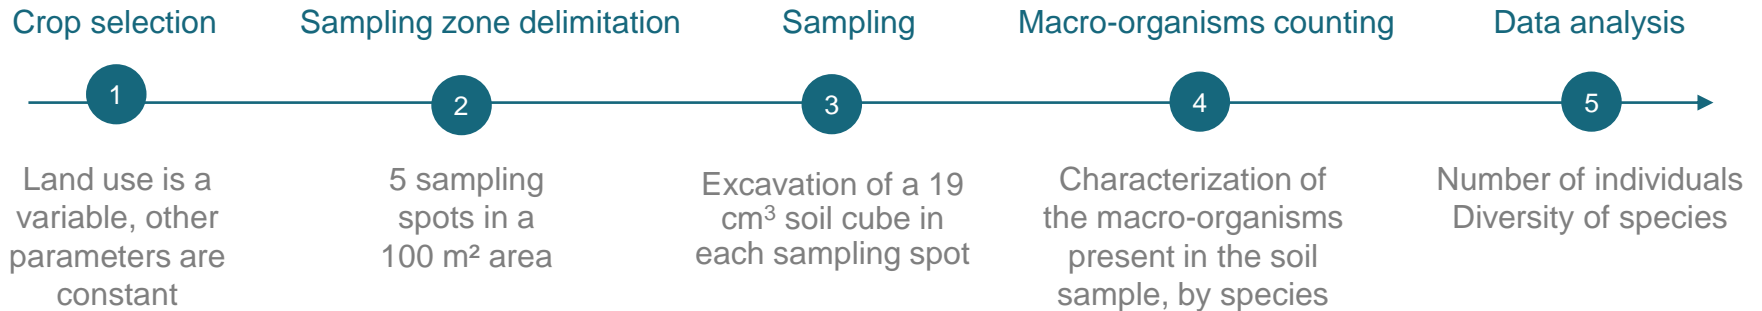 Crop selection
Sampling zone delimitation
Sampling
Macro-organisms counting
Data analysis
1
2
3
4
5
Land use is a
variable, other
parameters are
constant
5 sampling
spots in a
100 m² area
Excavation of a 19
cm³ soil cube in
each sampling spot
Characterization of
the macro-organisms
present in the soil
sample, by species
Number of individuals
Diversity of species